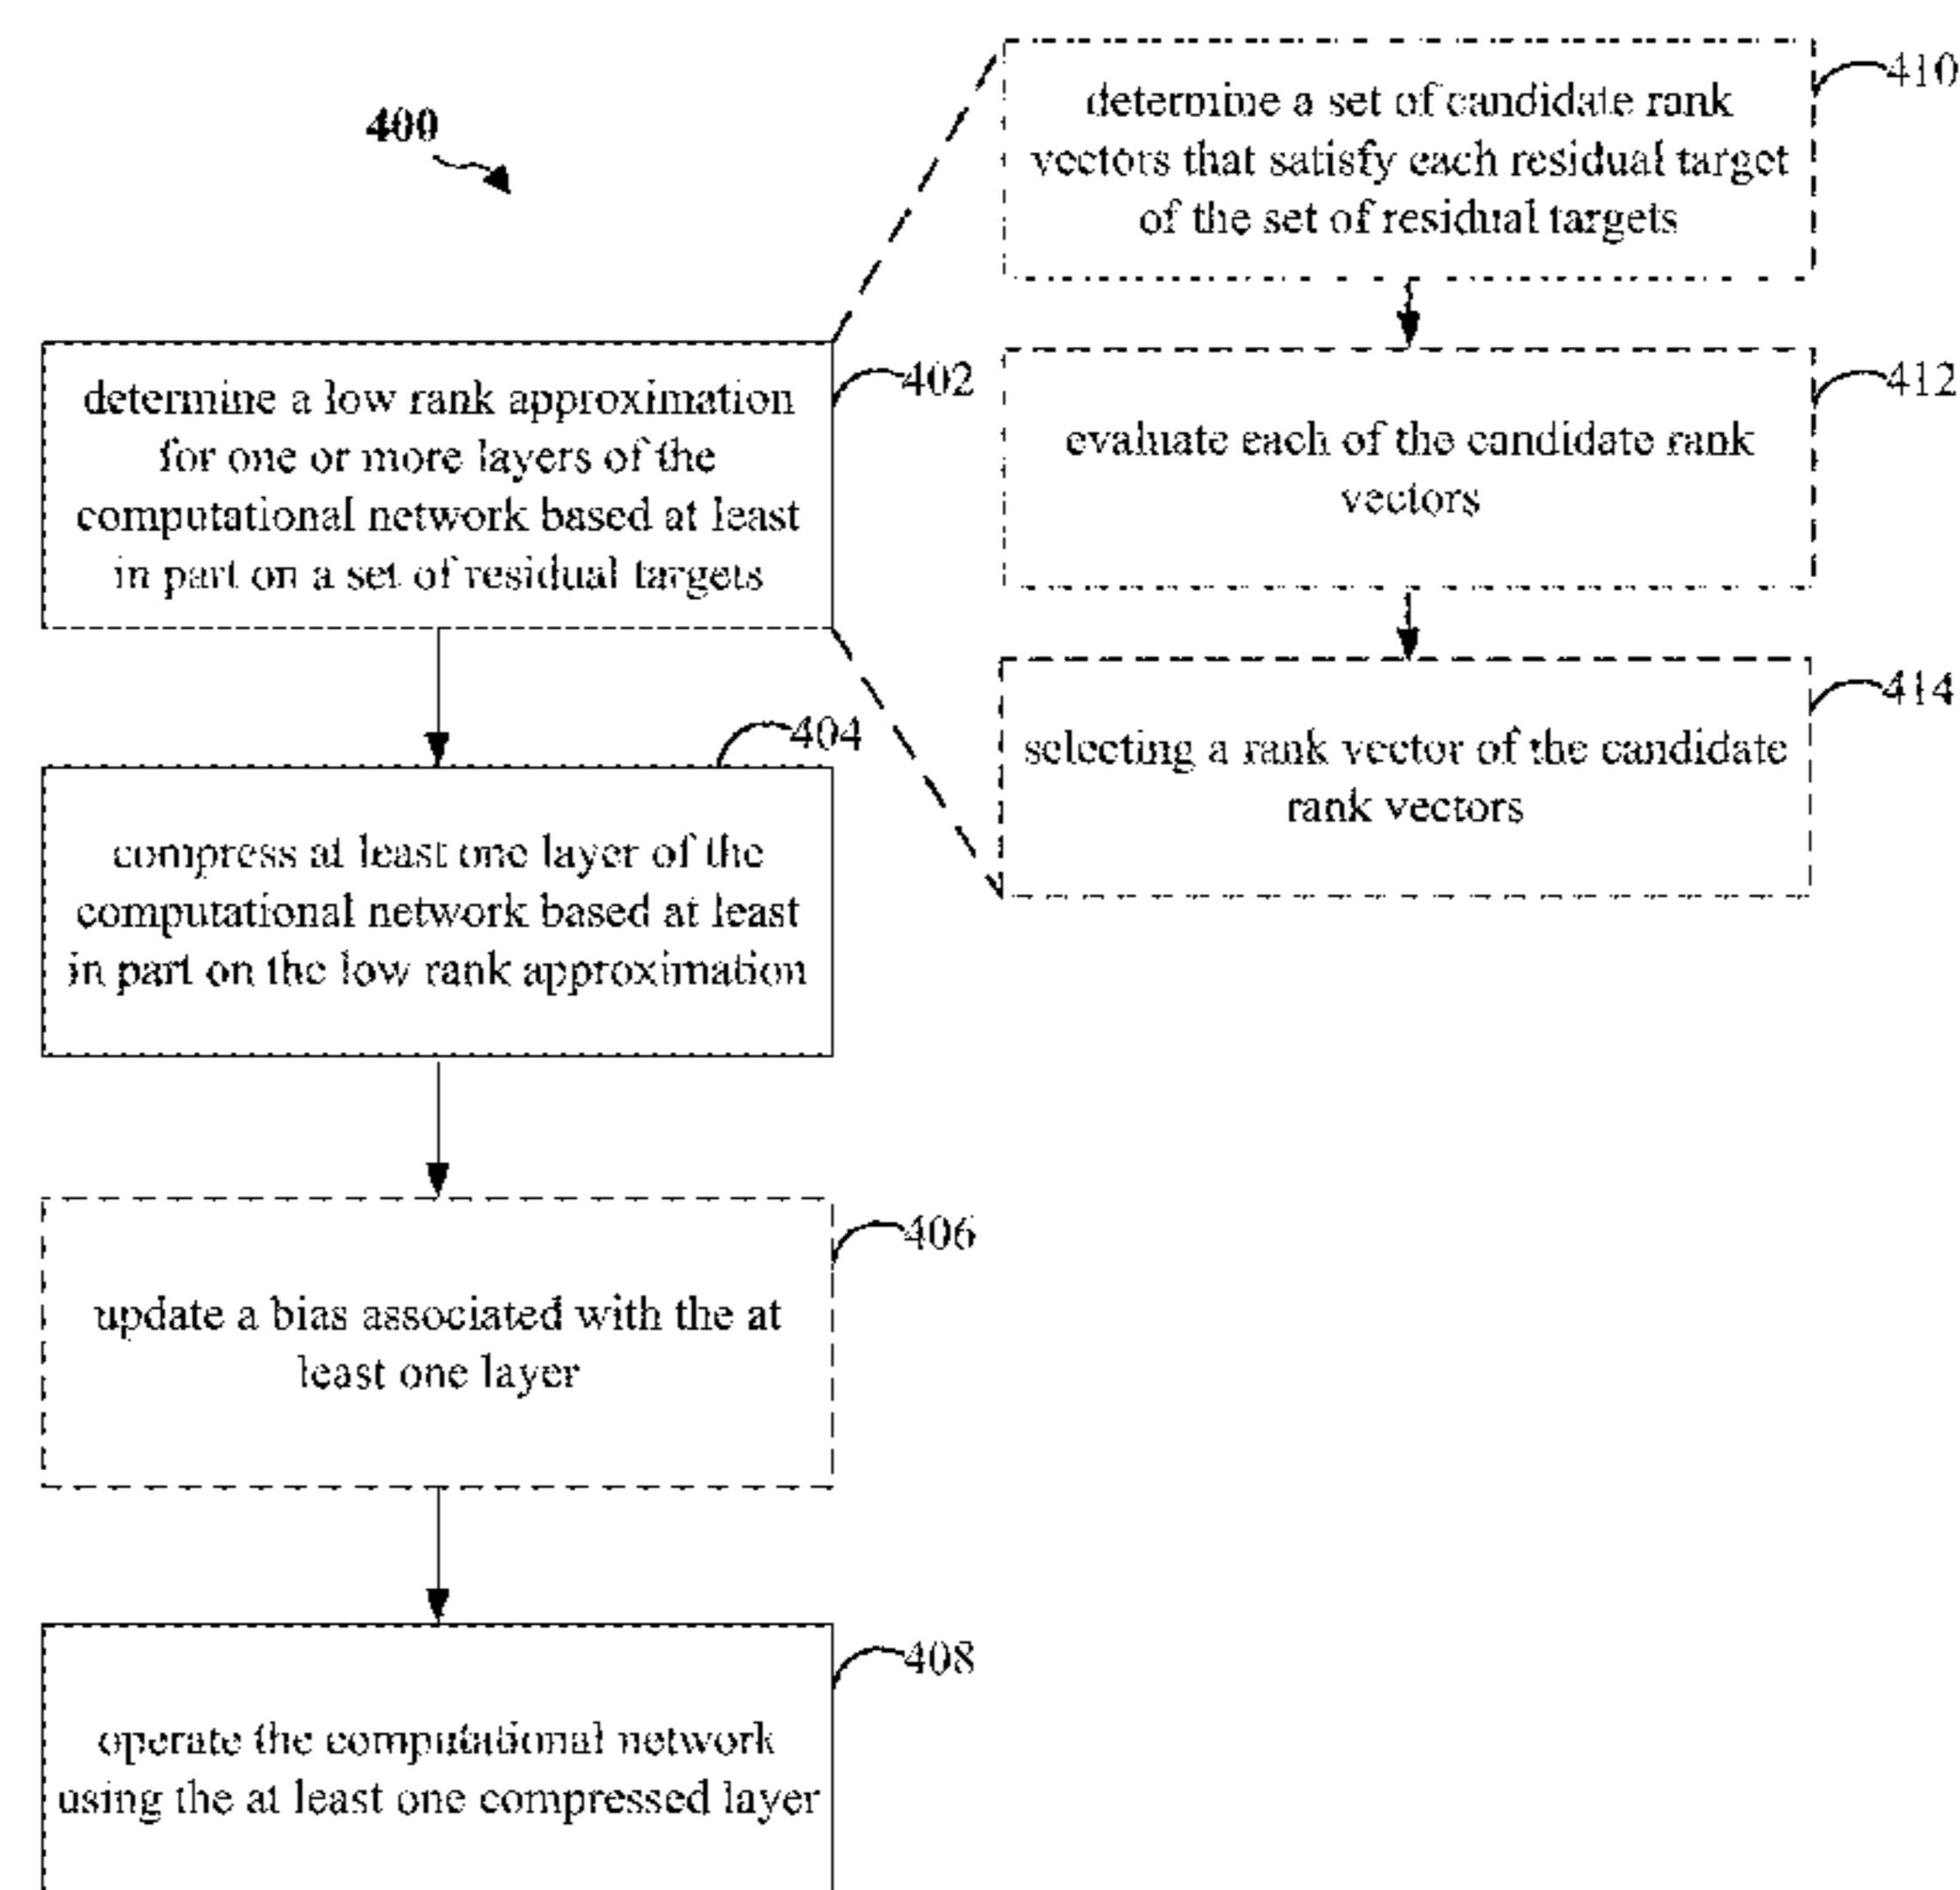 400
determine a low rank approximation
for one or more layers of the
computational network based at least
in part on a set of residual targets
402
compress at least one layer of the
computational network based at least
in part on the low rank approximation
404
update a bias associated with the at
least one layer
406
operate the computational network
using the at least one compressed layer
408
determine a set of candidate rank
vectors that satisfy each residual target
of the set of residual targets
410
evaluate each of the candidate rank
vectors
412
selecting a rank vector of the candidate
rank vectors
414